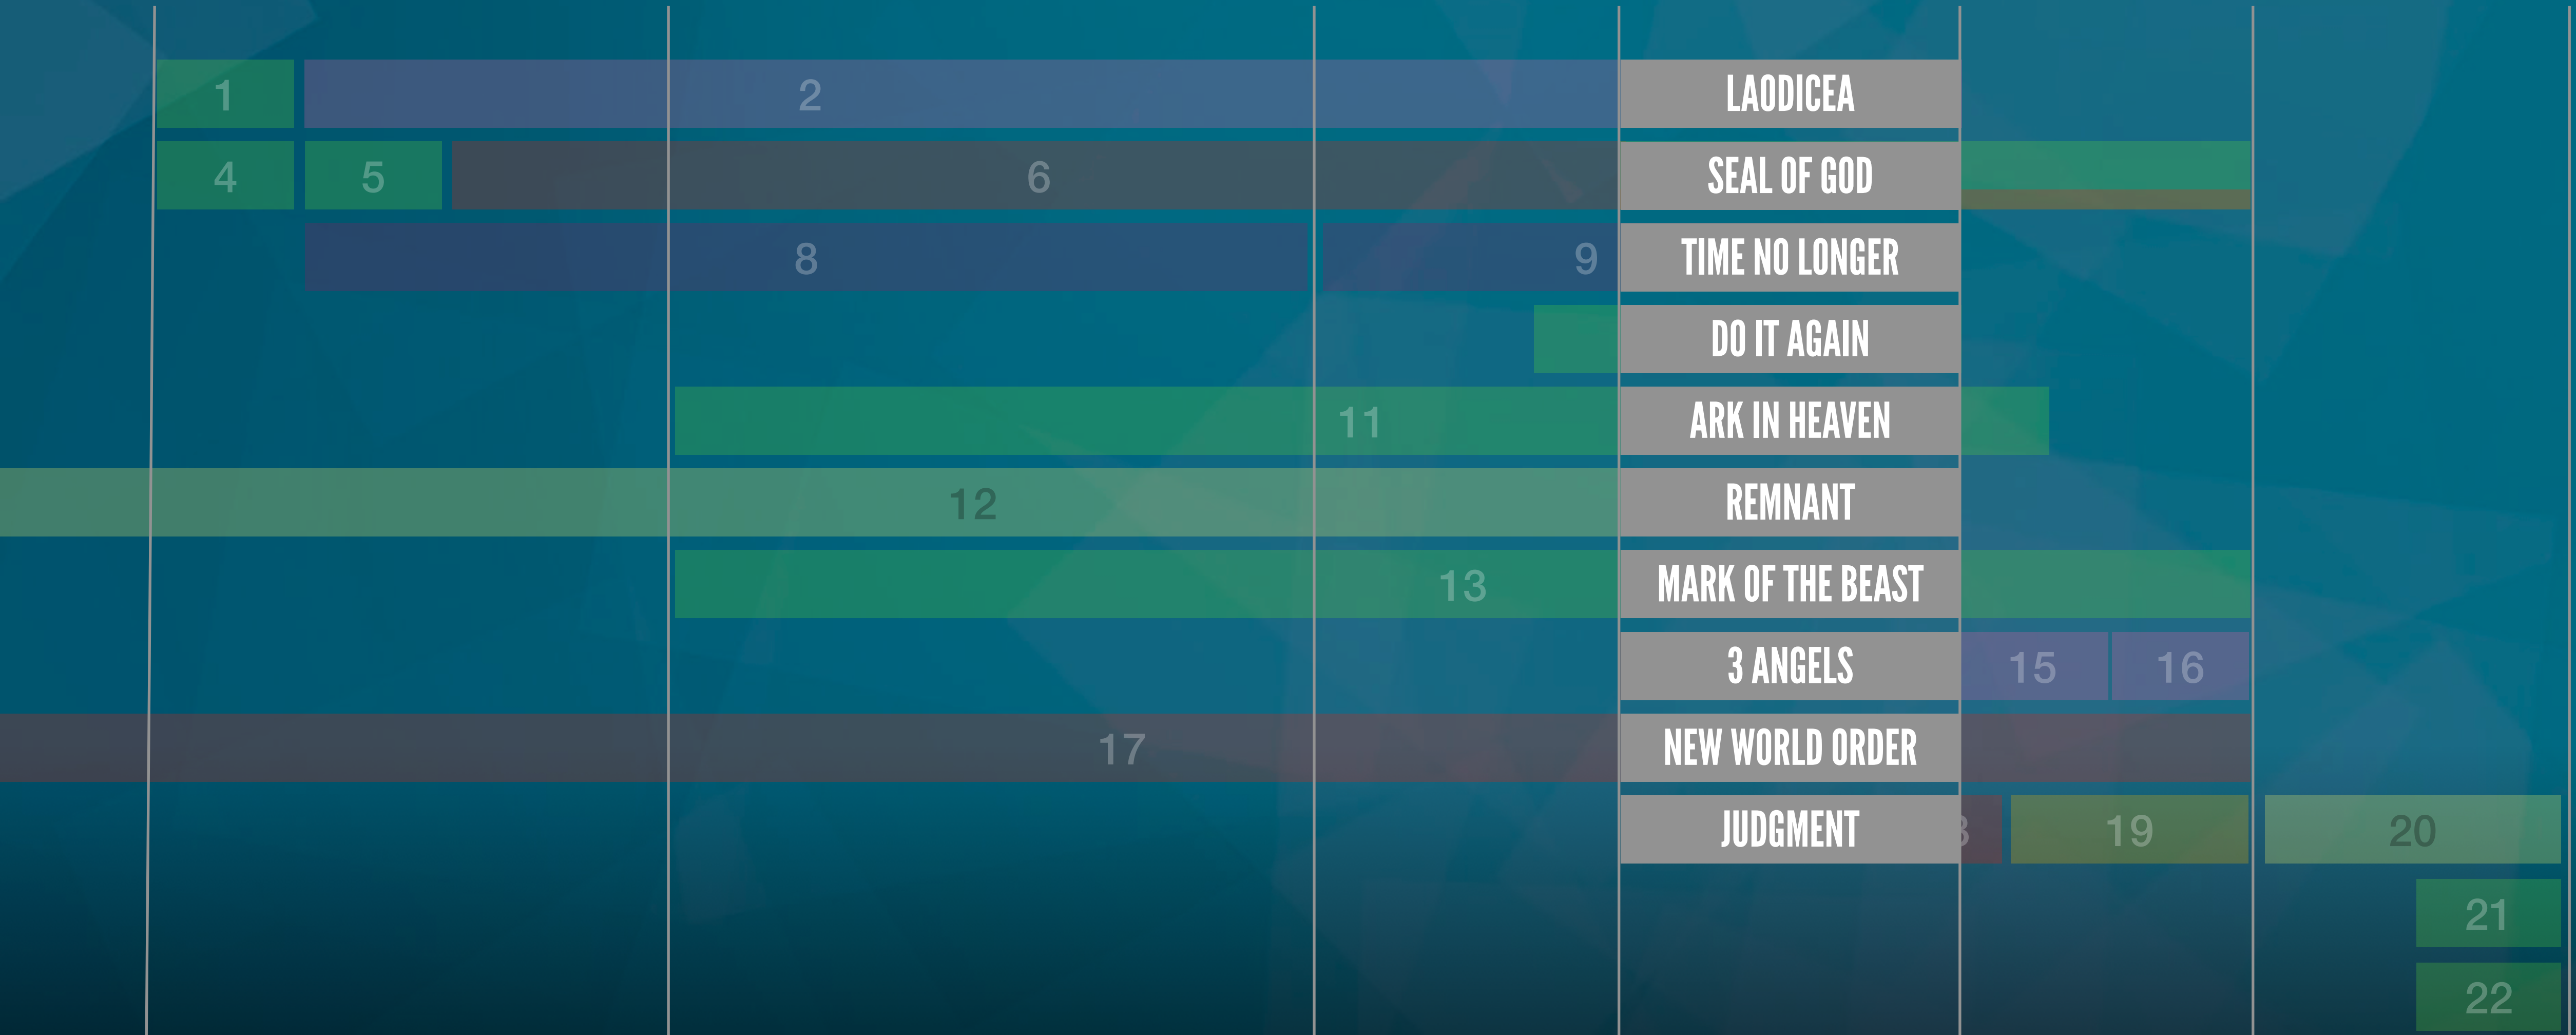 1 2 LAODICEA
4 5 6 SEAL OF GOD
8 9 TIME NO LONGER
DO IT AGAIN
11 ARK IN HEAVEN
12 REMNANT
13 MARK OF THE BEAST
3 ANGELS 15 16
17 NEW WORLD ORDER
JUDGMENT 19 20
21
22